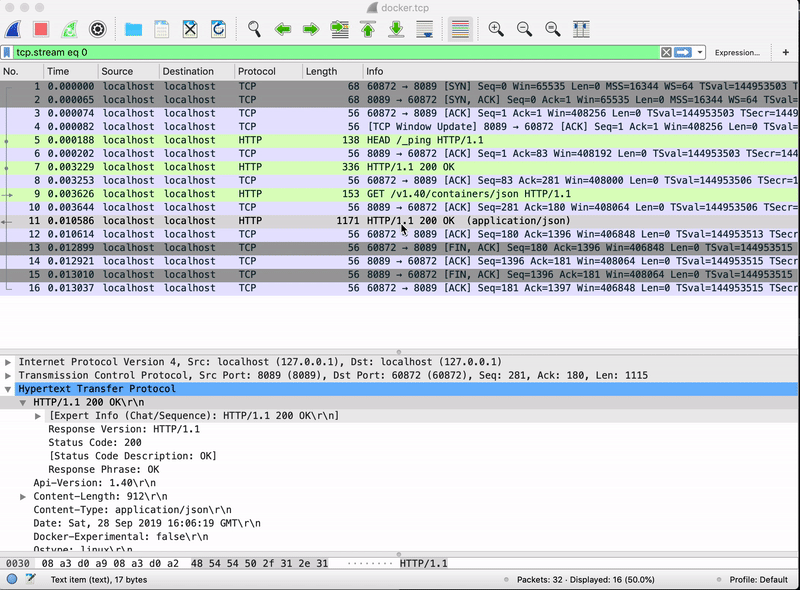 docker.tcp
tcp.stream eq 0
Expression...
+
No. Time Source Destination Protocol Length Info
1 0.000000 localhost localhost TCP 68 60872 → 8089 [SYN] Seq=0 Win=65535 Len=0 MSS=16344 WS=64 TSval=144953503 T
2 0.000065 localhost localhost TCP 68 8089 → 60872 [SYN, ACK] Seq=0 Ack=1 Win=65535 Len=0 MSS=16344 WS=64 TSval=
3 0.000074 localhost localhost TCP 56 60872 → 8089 [ACK] Seq=1 Ack=1 Win=408256 Len=0 TSval=144953503 TSecr=1449
4 0.000082 localhost localhost TCP 56 [TCP Window Update] 8089 → 60872 [ACK] Seq=1 Ack=1 Win=408256 Len=0 TSval=
5 0.000188 localhost localhost HTTP 138 HEAD /_ping HTTP/1.1
6 0.000202 localhost localhost TCP 56 8089 → 60872 [ACK] Seq=1 Ack=83 Win=408192 Len=0 TSval=144953503 TSecr=144
7 0.003229 localhost localhost HTTP 336 HTTP/1.1 200 OK
8 0.003253 localhost localhost TCP 56 60872 → 8089 [ACK] Seq=83 Ack=281 Win=408000 Len=0 TSval=144953506 TSecr=1
9 0.003626 localhost localhost HTTP 153 GET /v1.40/containers/json HTTP/1.1
10 0.003644 localhost localhost TCP 56 8089 → 60872 [ACK] Seq=281 Ack=180 Win=408064 Len=0 TSval=144953506 TSecr=
11 0.010586 localhost localhost HTTP 1171 HTTP/1.1 200 OK (application/json)
12 0.010614 localhost localhost TCP 56 60872 → 8089 [ACK] Seq=180 Ack=1396 Win=406848 Len=0 TSval=144953513 TSecr
13 0.012899 localhost localhost TCP 56 60872 → 8089 [FIN, ACK] Seq=180 Ack=1396 Win=406848 Len=0 TSval=144953515
14 0.012921 localhost localhost TCP 56 8089 → 60872 [ACK] Seq=1396 Ack=181 Win=408064 Len=0 TSval=144953515 TSecr
15 0.013010 localhost localhost TCP 56 8089 → 60872 [FIN, ACK] Seq=1396 Ack=181 Win=408064 Len=0 TSval=144953515
16 0.013037 localhost localhost TCP 56 60872 → 8089 [ACK] Seq=181 Ack=1397 Win=406848 Len=0 TSval=144953515 TSecr
Internet Protocol Version 4, Src: localhost (127.0.0.1), Dst: localhost (127.0.0.1)
Transmission Control Protocol, Src Port: 8089 (8089), Dst Port: 60872 (60872), Seq: 281, Ack: 180, Len: 1115
Hypertext Transfer Protocol
HTTP/1.1 200 OK\r\n
[Expert Info (Chat/Sequence): HTTP/1.1 200 OK\r\n]
Response Version: HTTP/1.1
Status Code: 200
[Status Code Description: OK]
Response Phrase: OK
Api-Version: 1.40\r\n
Content-Length: 912\r\n
Content-Type: application/json\r\n
Date: Sat, 28 Sep 2019 16:06:19 GMT\r\n
Docker-Experimental: false\r\n
Ostype: linux\r\n
0030 08 a3 d0 a9 08 a3 d0 a2 48 54 54 50 2f 31 2e 31 ········ HTTP/1.1
Text item (text), 17 bytes
Packets: 32 · Displayed: 16 (50.0%)
Profile: Default